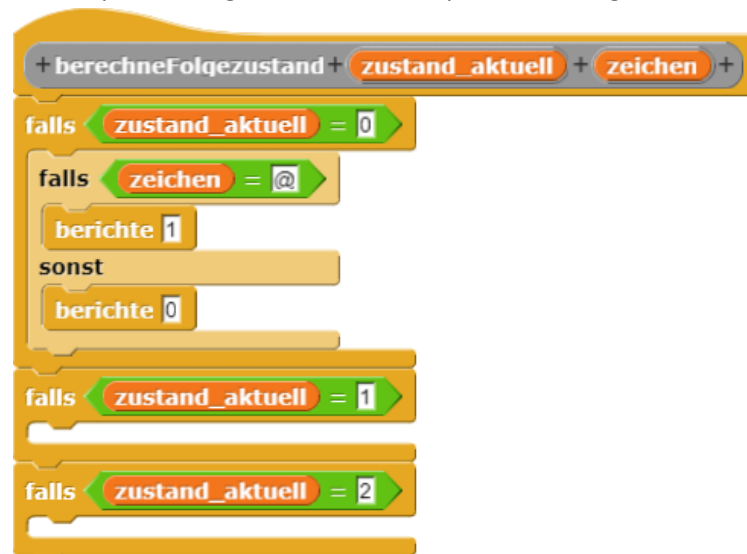 + berechneFolgezustand + zustand_aktuell + zeichen +
falls zustand_aktuell = 0
falls zeichen = @
berichte 1
sonst
berichte 0
falls zustand_aktuell = 1
falls zustand_aktuell = 2